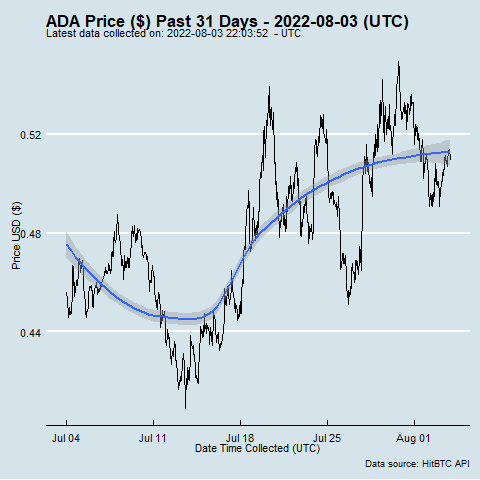 ADA Price ($) Past 31 Days - 2022-08-03 (UTC)
Latest data collected on: 2022-08-03 22:03:52 - UTC
0.52
0.48
0.44
Price USD ($)
Jul 04 Jul 11 Jul 18 Jul 25 Aug 01
Date Time Collected (UTC)
Data source: HitBTC API